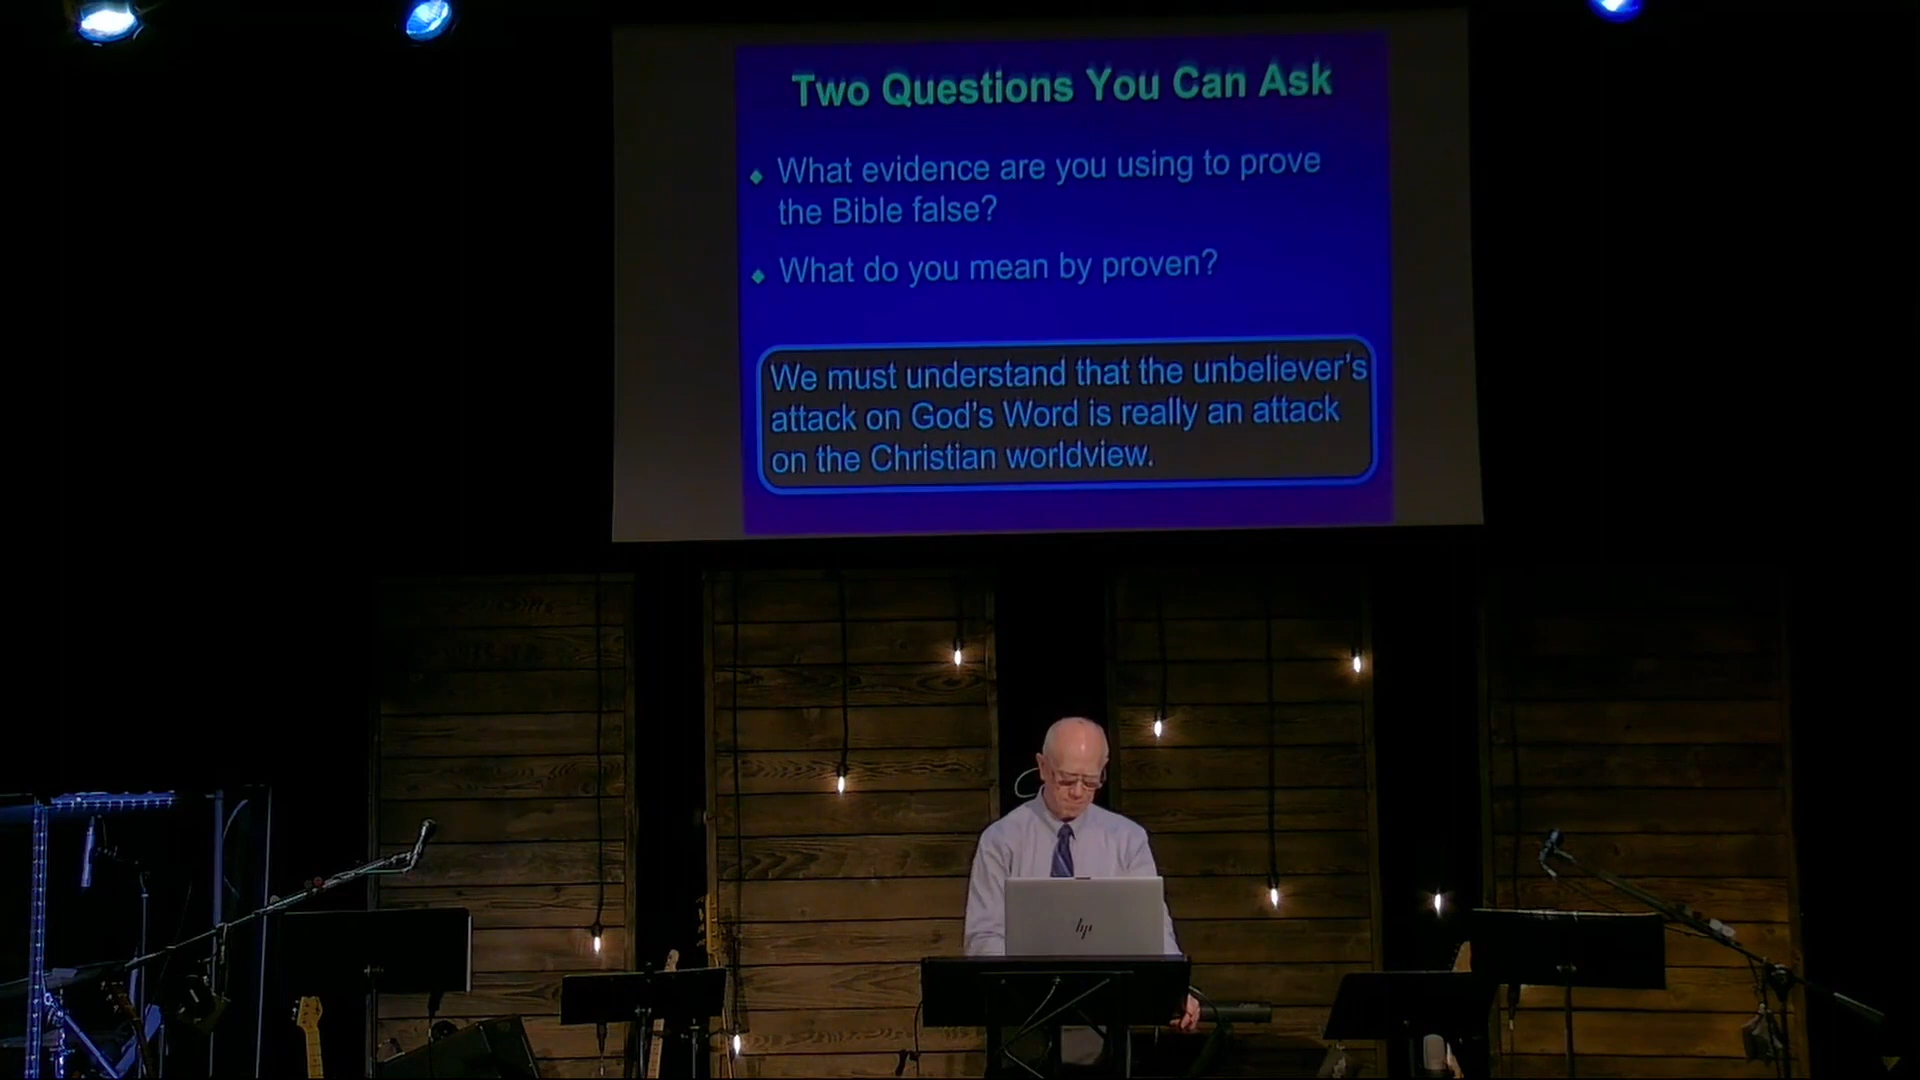 Two Questions You Can Ask
What evidence are you using to prove
the Bible false?
What do you mean by proven?
We must understand that the unbeliever's
attack on God's Word is really an attack
on the Christian worldview.
hp